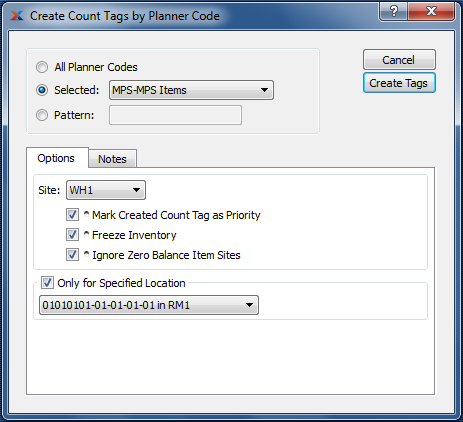 Create Count Tags by Planner Code
?
All Planner Codes
Selected: MPS-MPS Items
Pattern:
Cancel
Create Tags
Options Notes
Site: WH1
^ Mark Created Count Tag as Priority
^ Freeze Inventory
^ Ignore Zero Balance Item Sites
Only for Specified Location
01010101-01-01-01-01 in RM1